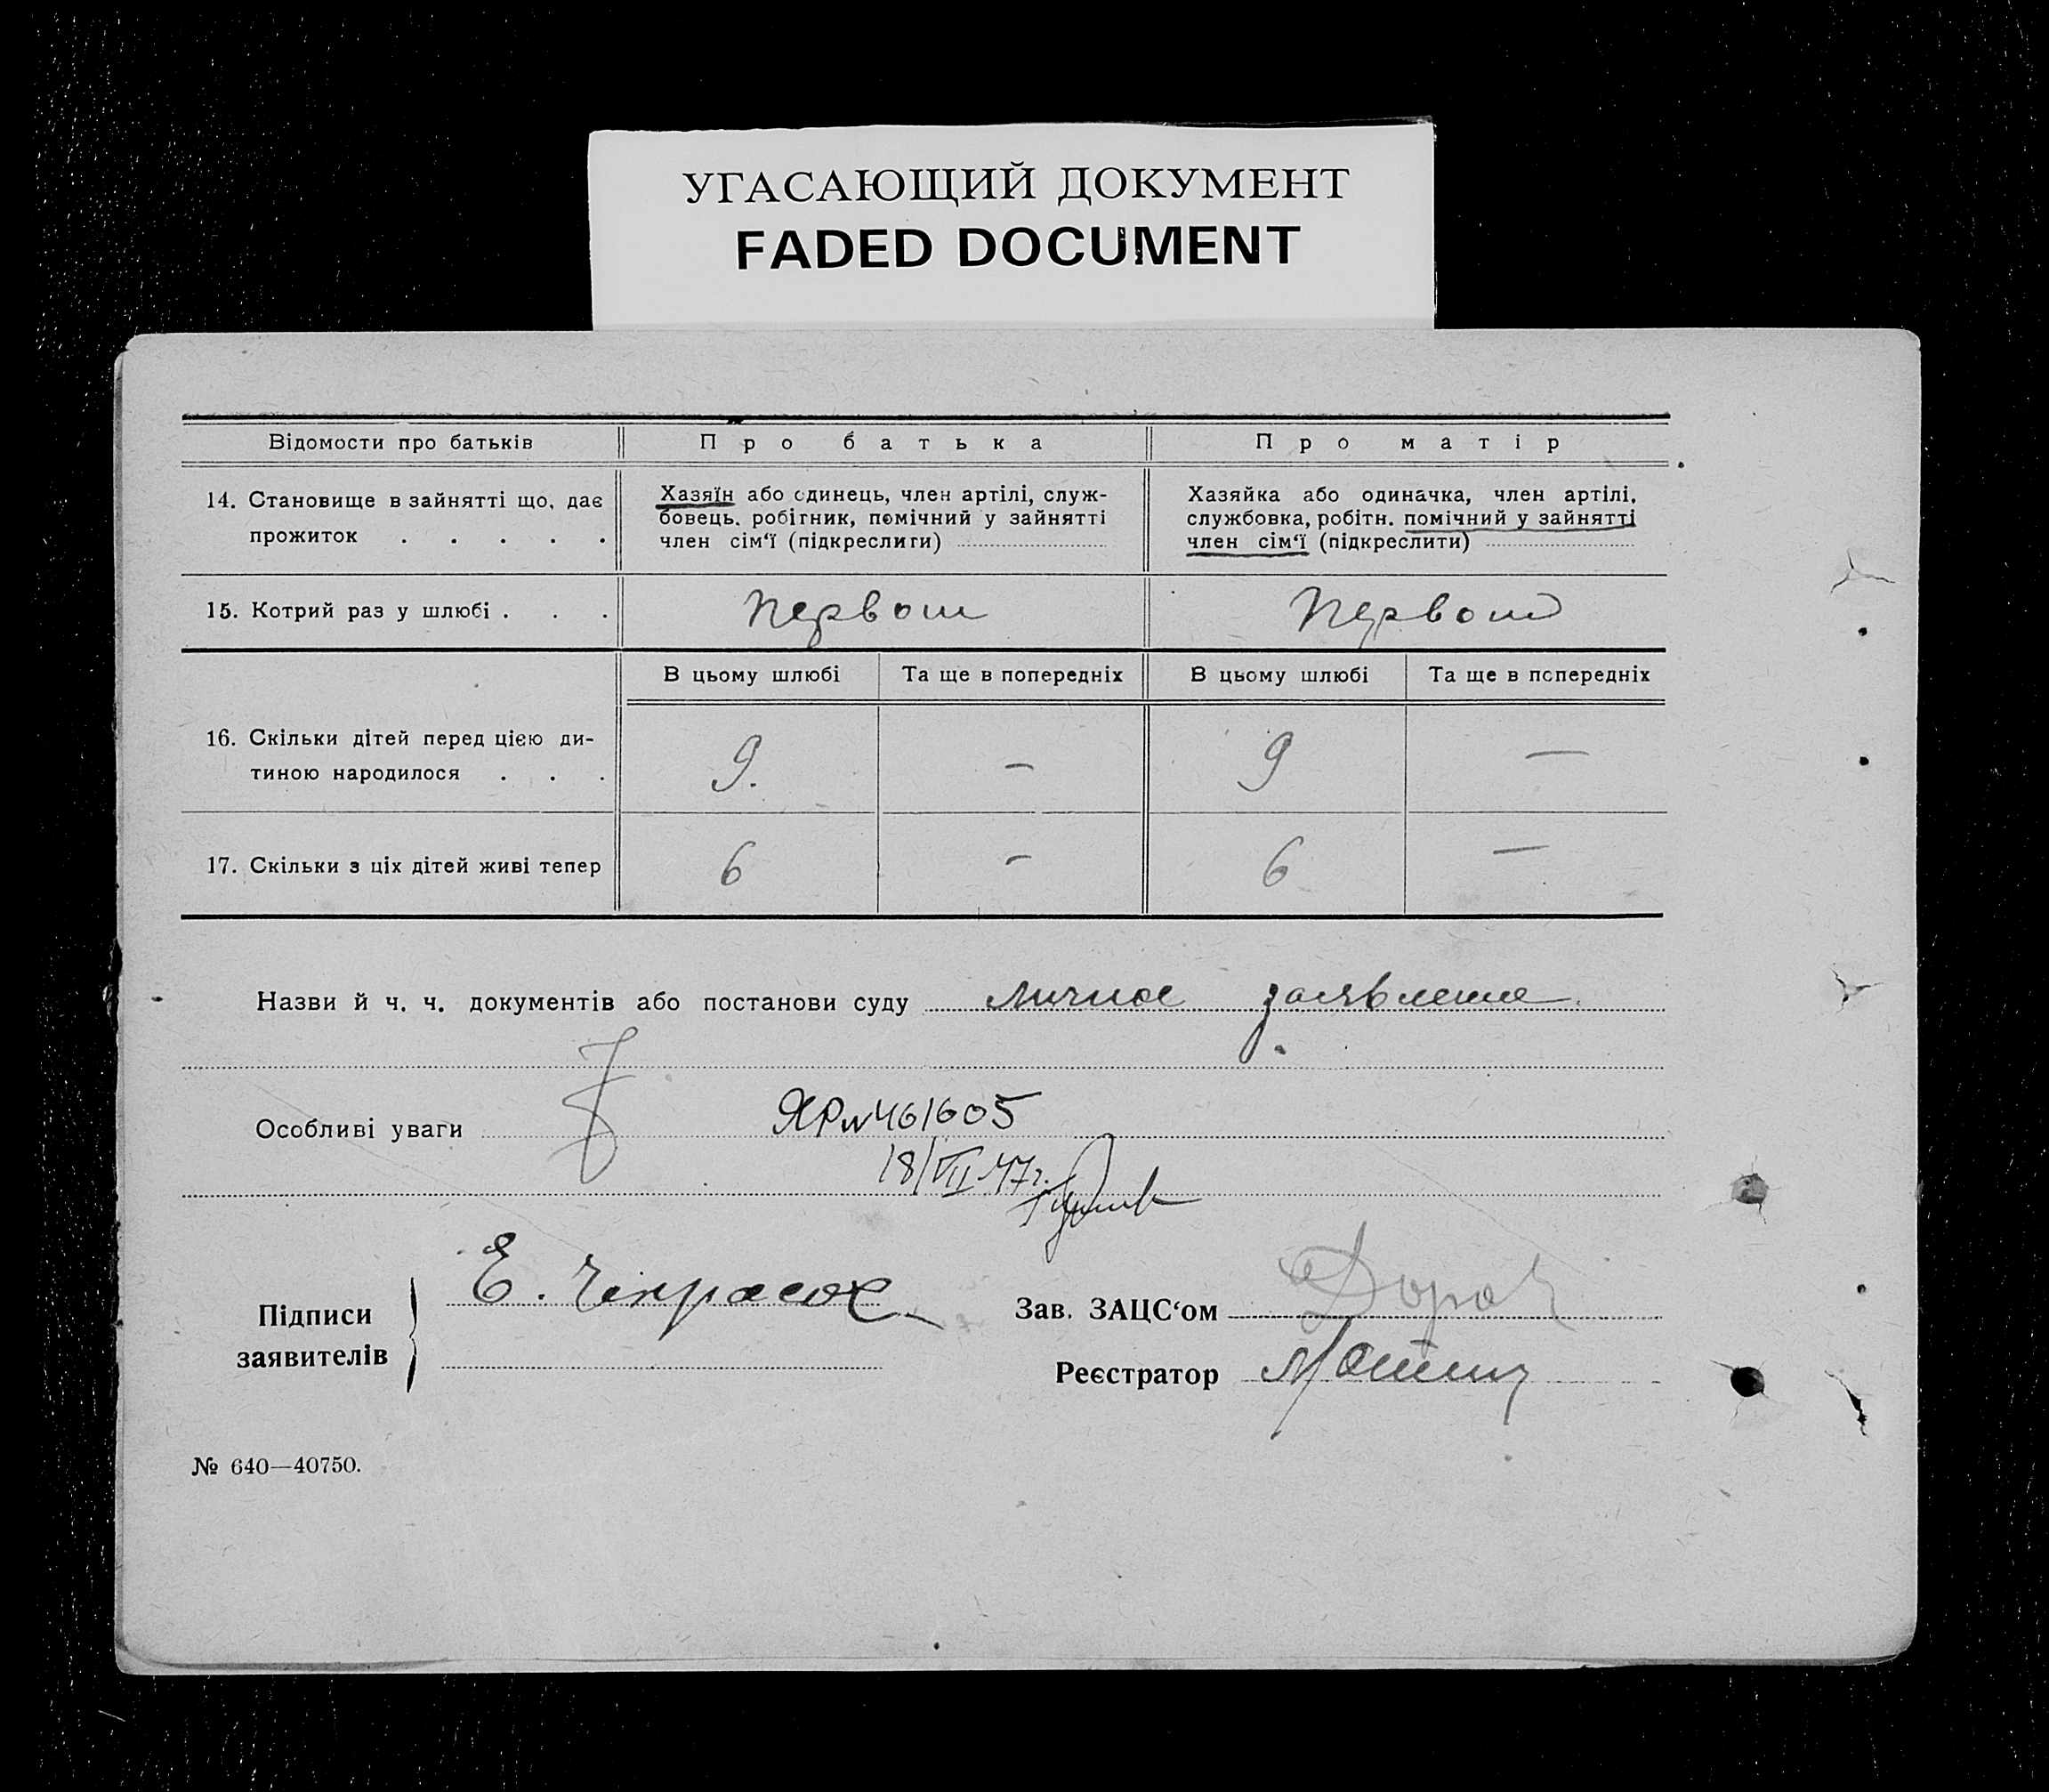 УГАСАЮЩИЙ ДОКУМЕНТ
FADED DOCUMENT
Відомости про батьків Про батька Про матір
14. Становище в зайнятті що, дає
прожиток . . . . .
Хазяїн або одинець, член артілі, служ-
бовець. робітник, помічний у зайнятті
член сім‘ї (підкреслити)
Хазяйка або одиначка, член артілі,
службовка, робітн. помічний у зайнятті
член сім‘ї (підкреслити)
15. Котрий раз у шлюбі . . . Первом Первом
В цьому шлюбі Та ще в попередніх В цьому шлюбі Та ще в попередніх
16. Скільки дітей перед цією ди-
тиною народилося . . . 9. — 9 —
17. Скільки з ціх дітей живі тепер 6 — 6 —
Назви й ч. ч. документів або постанови суду личное заявление
Особливі уваги ЯР№461605
18/VII-47г.
Підписи
заявителів
Е.
Зав. ЗАЦС‘ом
Реєстратор
№ 640—40750.